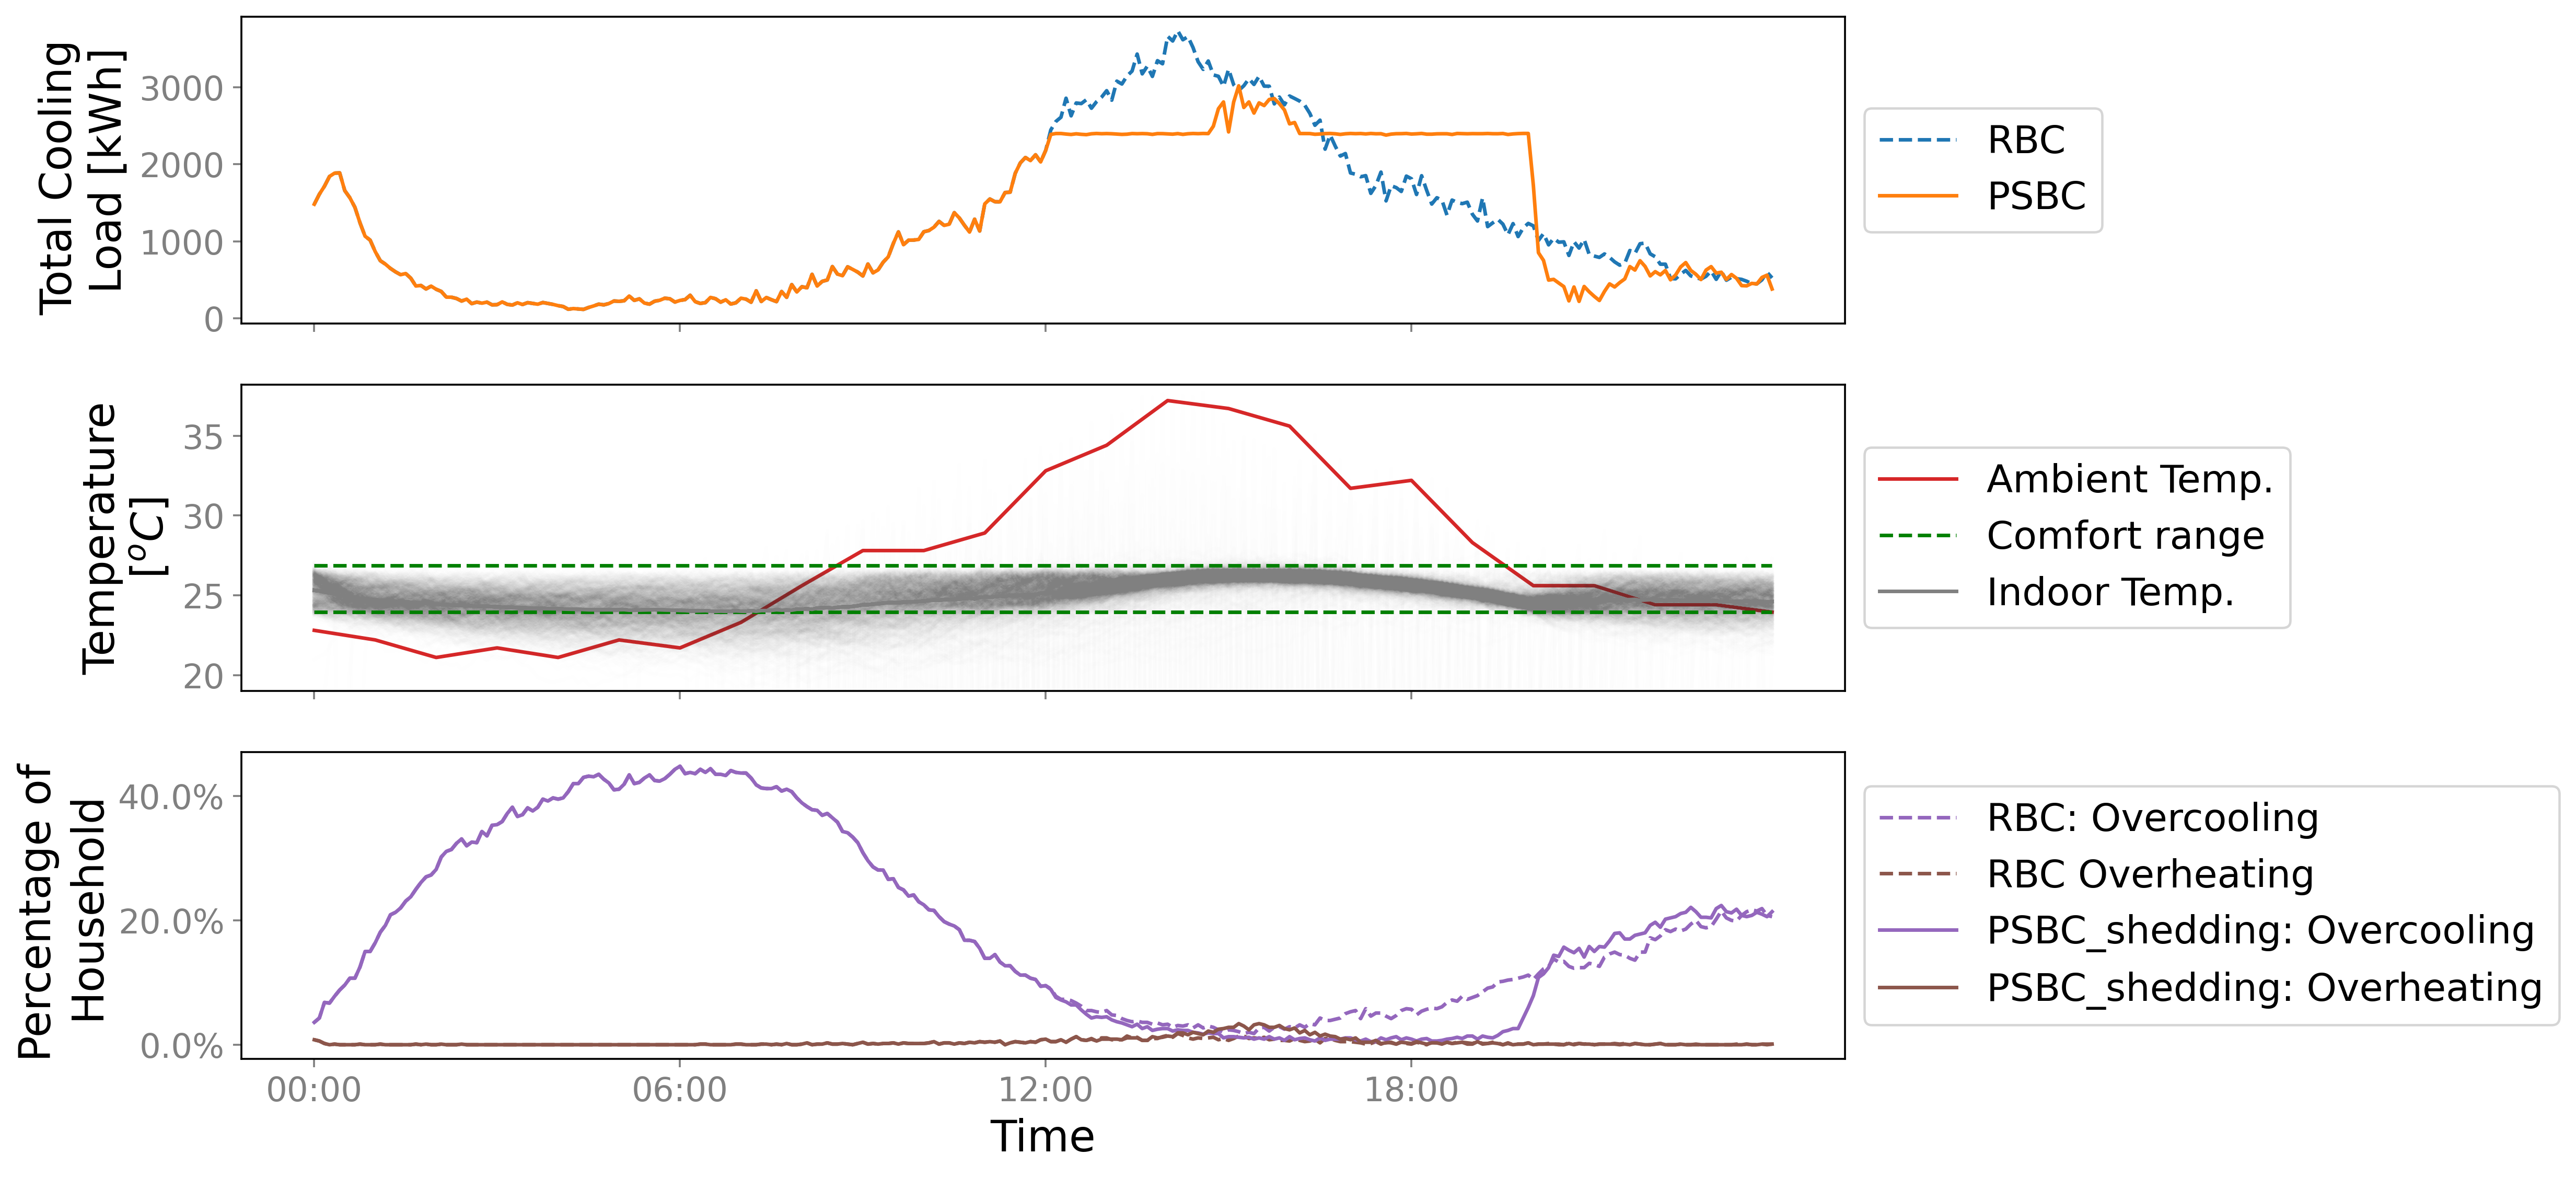 Total Cooling
Load [kWh]
3000
2000
1000
0
RBC
PSBC
Temperature
[°C]
35
30
25
20
Ambient Temp.
Comfort range
Indoor Temp.
Percentage of
Household
40.0%
20.0%
0.0%
RBC: Overcooling
RBC Overheating
PSBC_shedding: Overcooling
PSBC_shedding: Overheating
00:00
06:00
12:00
18:00
Time